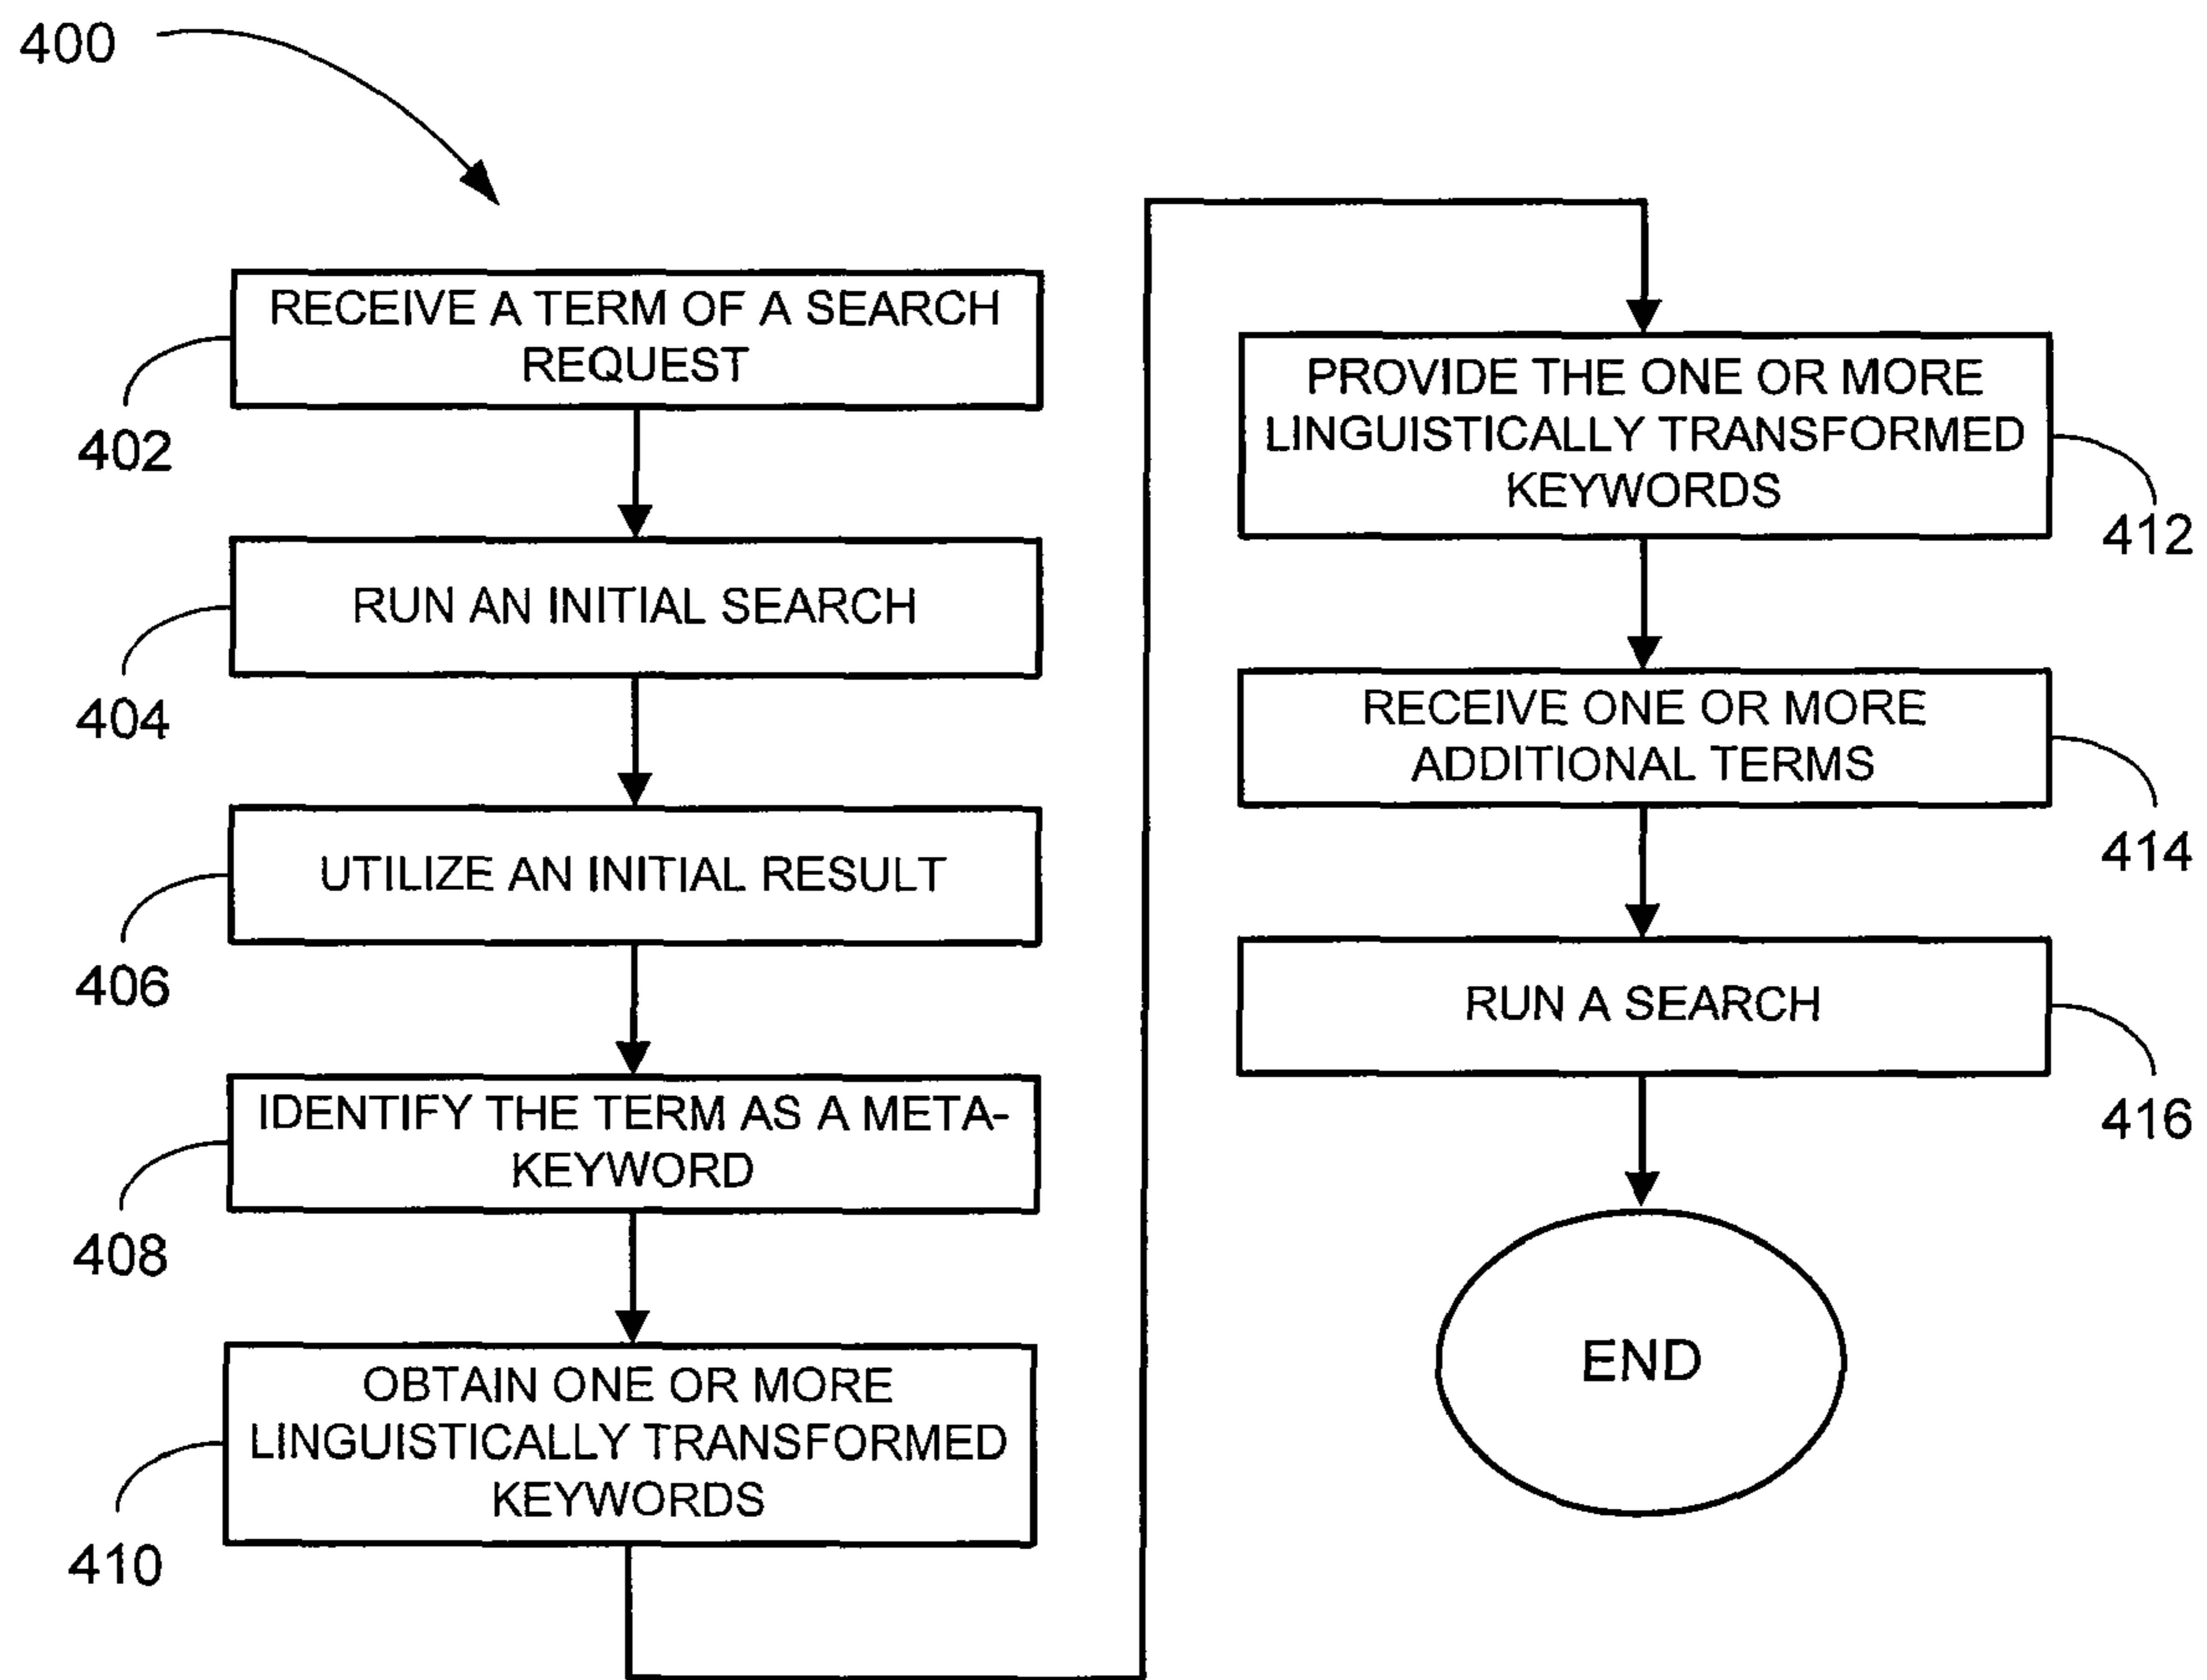 400
RECEIVE A TERM OF A SEARCH
REQUEST
402
RUN AN INITIAL SEARCH
404
UTILIZE AN INITIAL RESULT
406
IDENTIFY THE TERM AS A META-
KEYWORD
408
OBTAIN ONE OR MORE
LINGUISTICALLY TRANSFORMED
KEYWORDS
410
PROVIDE THE ONE OR MORE
LINGUISTICALLY TRANSFORMED
KEYWORDS
412
RECEIVE ONE OR MORE
ADDITIONAL TERMS
414
RUN A SEARCH
416
END